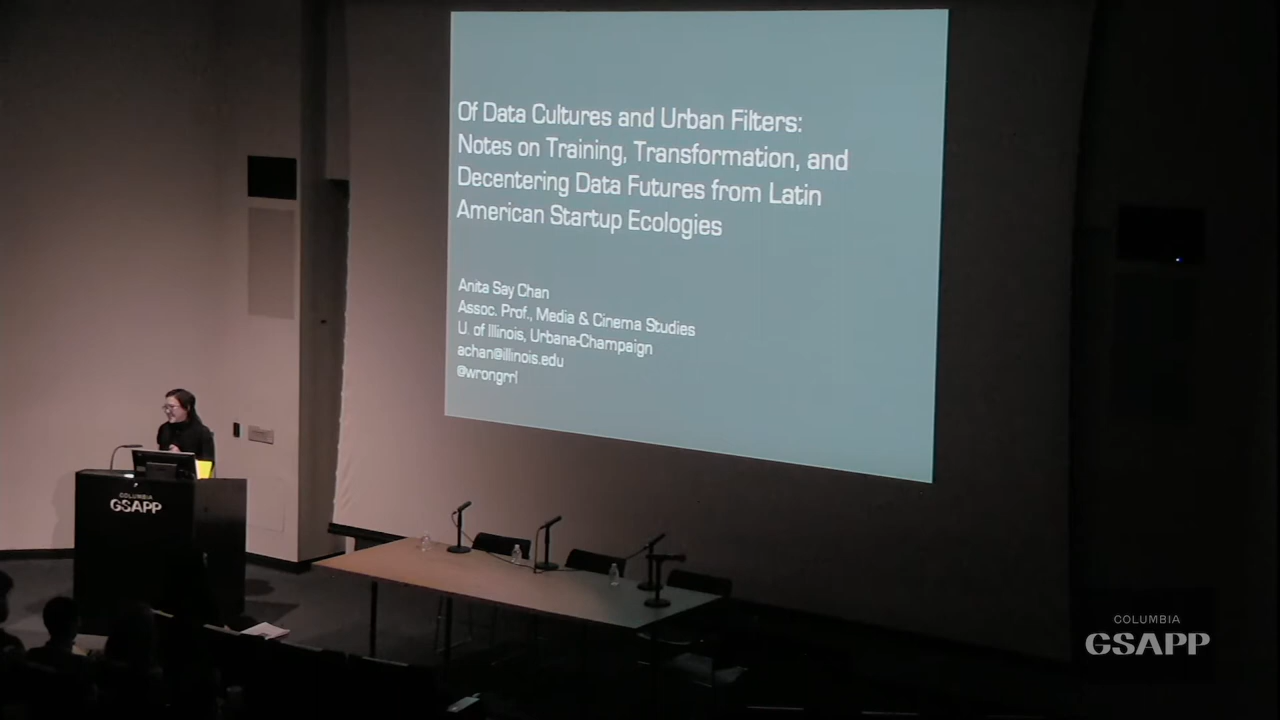 Of Data Cultures and Urban Filters:
Notes on Training, Transformation, and
Decentering Data Futures from Latin
American Startup Ecologies
Anita Say Chan
Assoc. Prof., Media & Cinema Studies
U. of Illinois, Urbana-Champaign
achan@illinois.edu
@wrongrrl
COLUMBIA
GSAPP
COLUMBIA
GSAPP